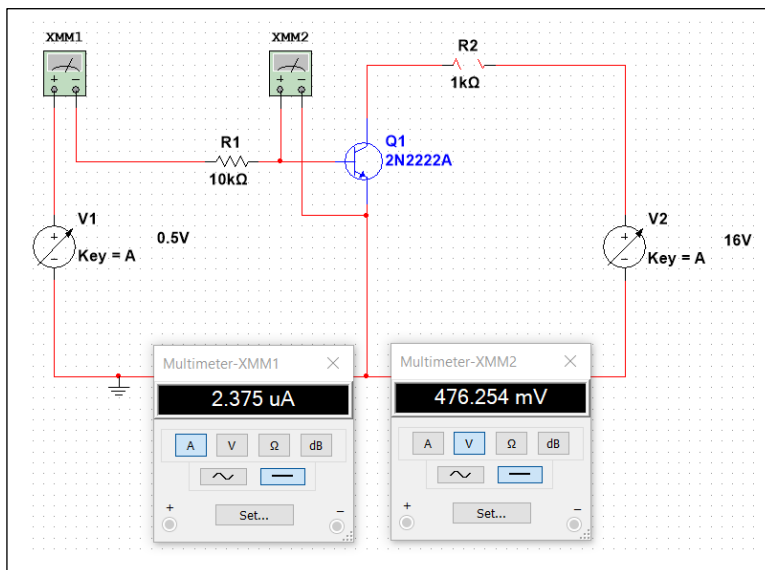 XMM1
XMM2
R2
1kΩ
R1
10kΩ
Q1
2N2222A
V1
0.5V
Key = A
V2
16V
Key = A
Multimeter-XMM1
2.375 uA
A V Ω dB
+ −
Set...
Multimeter-XMM2
476.254 mV
A V Ω dB
+ −
Set...